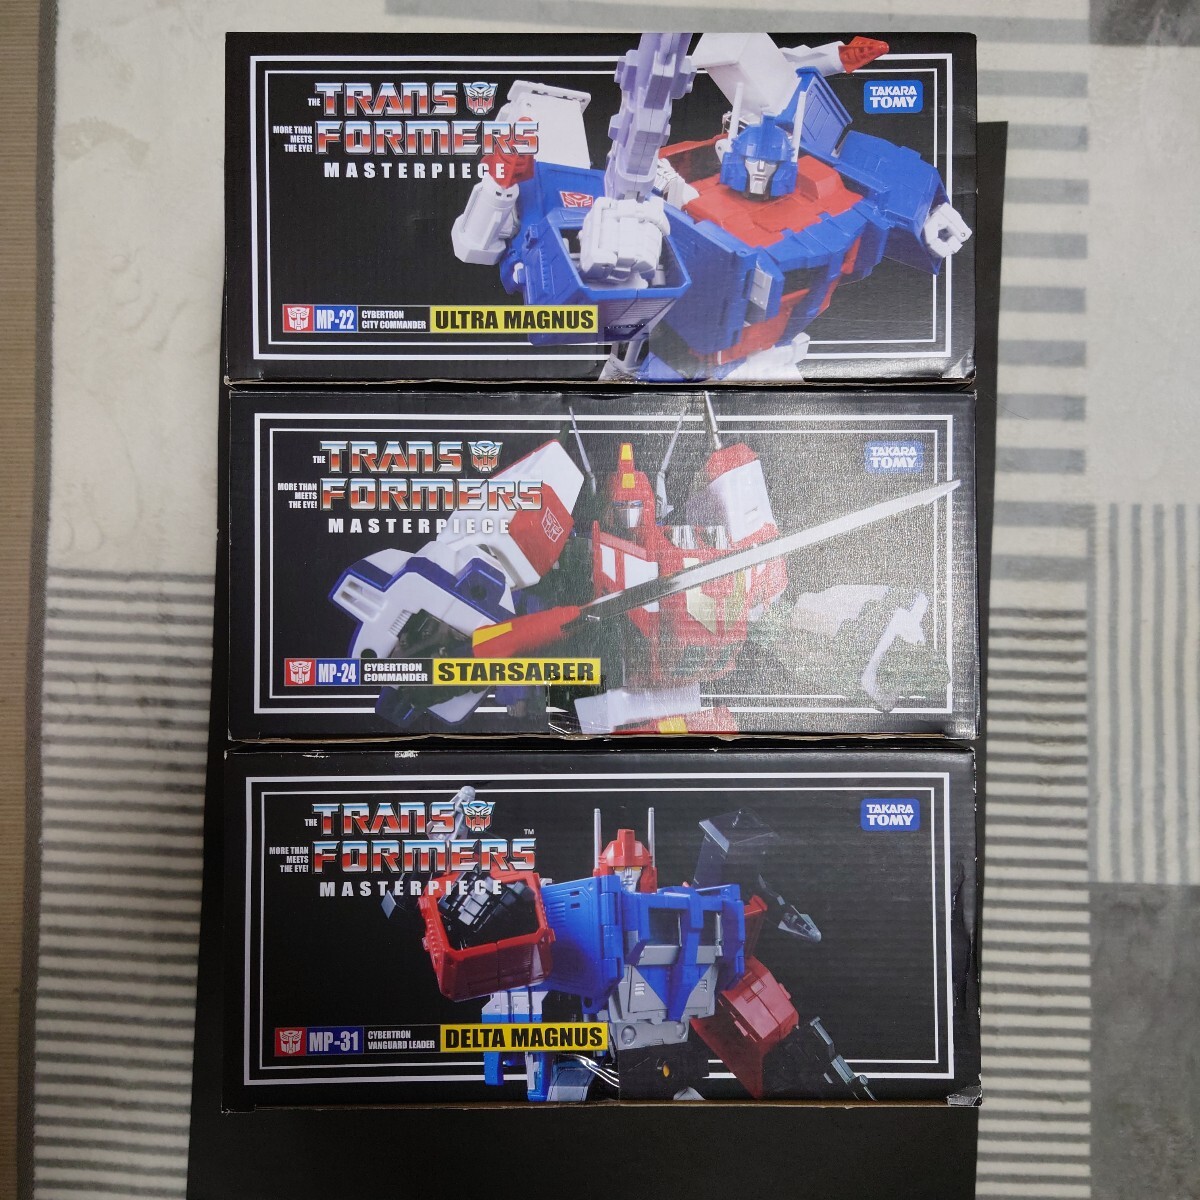 THE TRANS
MORE THAN MEETS THE EYE!
FORMERS
MASTERPIECE
TAKARA TOMY
MP-22 CYBERTRON CITY COMMANDER ULTRA MAGNUS
THE TRANS
MORE THAN MEETS THE EYE!
FORMERS
MASTERPIECE
TAKARA TOMY
MP-24 CYBERTRON COMMANDER STARSABER
THE TRANS
MORE THAN MEETS THE EYE!
FORMERS™
MASTERPIECE
TAKARA TOMY
MP-31 CYBERTRON VANGUARD LEADER DELTA MAGNUS